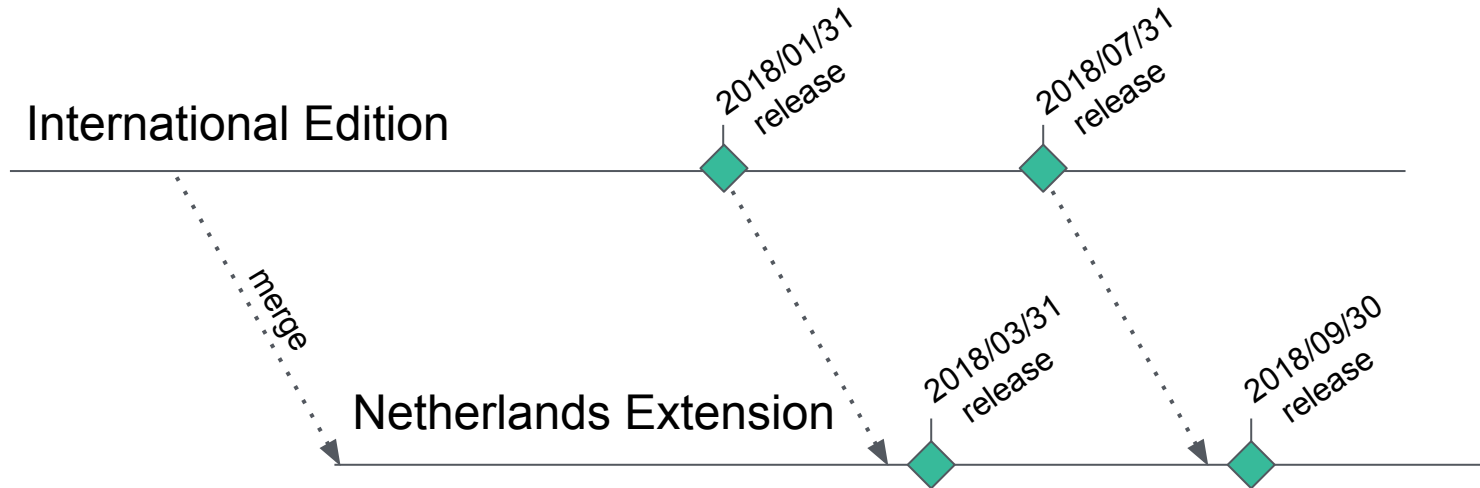 2018/01/31
release
2018/07/31
release
International Edition
merge
2018/03/31
release
2018/09/30
release
Netherlands Extension